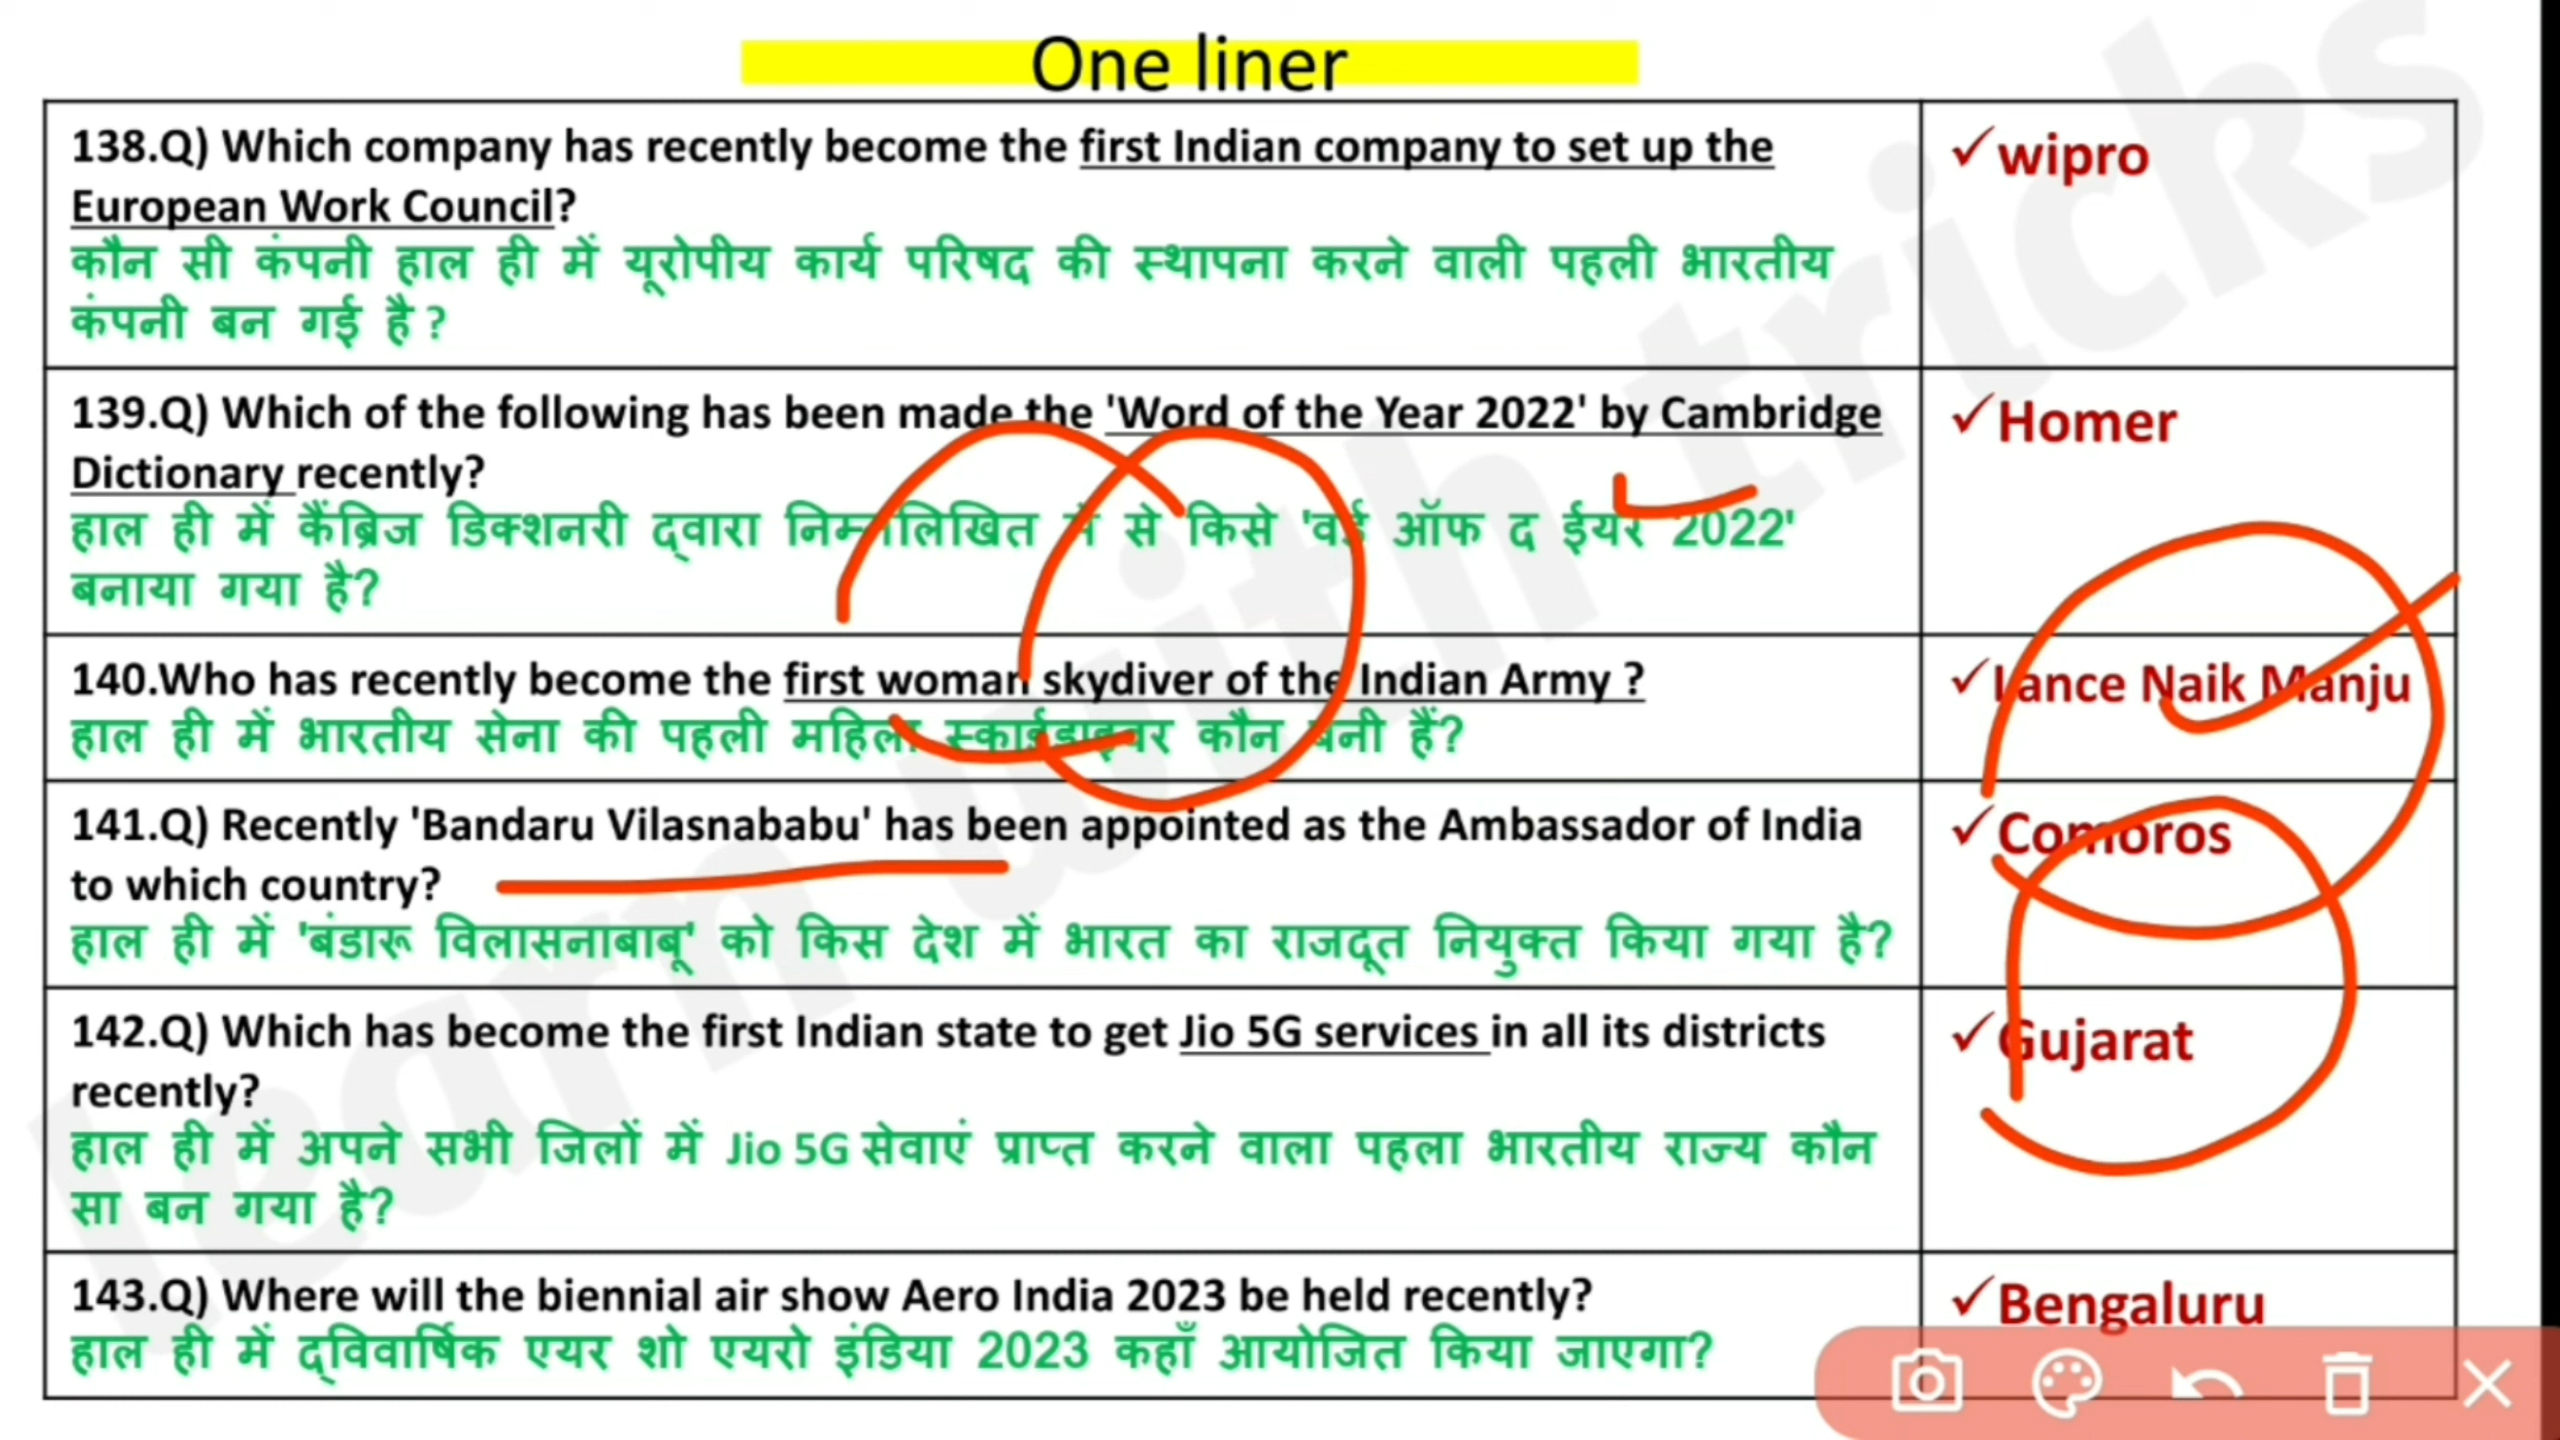 One liner
138.Q) Which company has recently become the first Indian company to set up the
European Work Council?
कौन सी कंपनी हाल ही में यूरोपीय कार्य परिषद की स्थापना करने वाली पहली भारतीय
कंपनी बन गई है ?
✓wipro
139.Q) Which of the following has been made the 'Word of the Year 2022' by Cambridge
Dictionary recently?
हाल ही में कैंब्रिज डिक्शनरी द्वारा निम्नलिखित में से किसे 'वर्ड ऑफ द ईयर 2022'
बनाया गया है?
✓Homer
140.Who has recently become the first woman skydiver of the Indian Army ?
हाल ही में भारतीय सेना की पहली महिला स्काईडाइवर कौन बनी हैं?
✓Lance Naik Manju
141.Q) Recently 'Bandaru Vilasnababu' has been appointed as the Ambassador of India
to which country?
हाल ही में 'बंडारू विलासनाबाबू' को किस देश में भारत का राजदूत नियुक्त किया गया है?
✓Comoros
142.Q) Which has become the first Indian state to get Jio 5G services in all its districts
recently?
हाल ही में अपने सभी जिलों में Jio 5G सेवाएं प्राप्त करने वाला पहला भारतीय राज्य कौन
सा बन गया है?
✓Gujarat
143.Q) Where will the biennial air show Aero India 2023 be held recently?
हाल ही में द्विवार्षिक एयर शो एयरो इंडिया 2023 कहाँ आयोजित किया जाएगा?
✓Bengaluru
learn with tricks